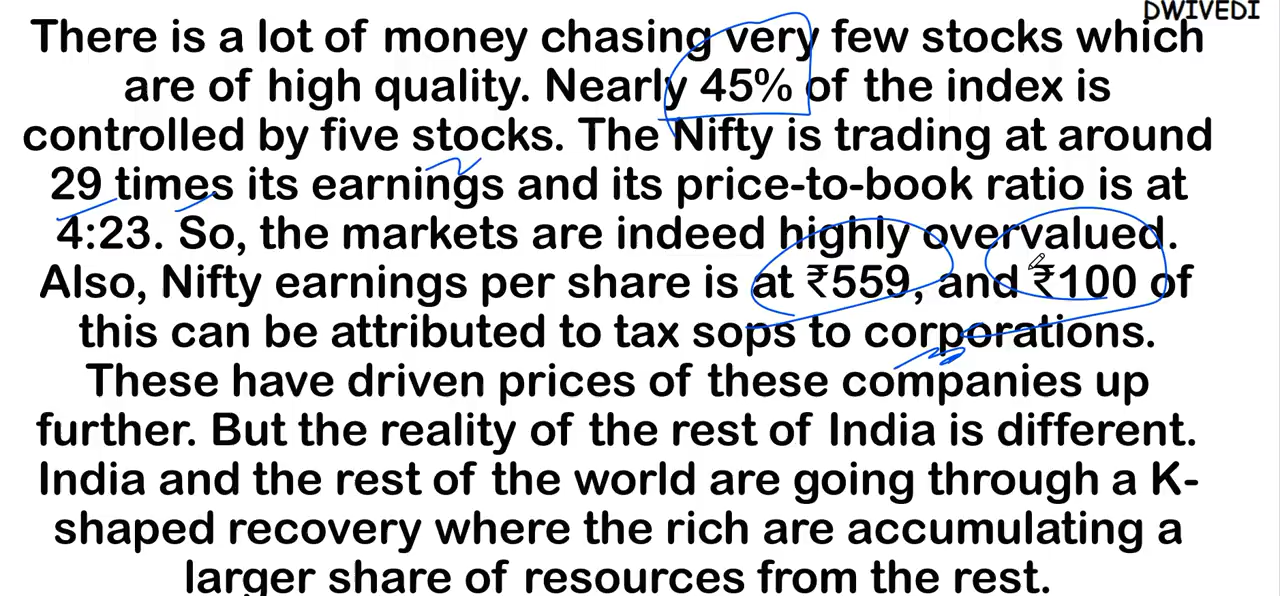 DWIVEDI
There is a lot of money chasing very few stocks which
are of high quality. Nearly 45% of the index is
controlled by five stocks. The Nifty is trading at around
29 times its earnings and its price-to-book ratio is at
4:23. So, the markets are indeed highly overvalued.
Also, Nifty earnings per share is at ₹559, and ₹100 of
this can be attributed to tax sops to corporations.
These have driven prices of these companies up
further. But the reality of the rest of India is different.
India and the rest of the world are going through a K-
shaped recovery where the rich are accumulating a
larger share of resources from the rest.